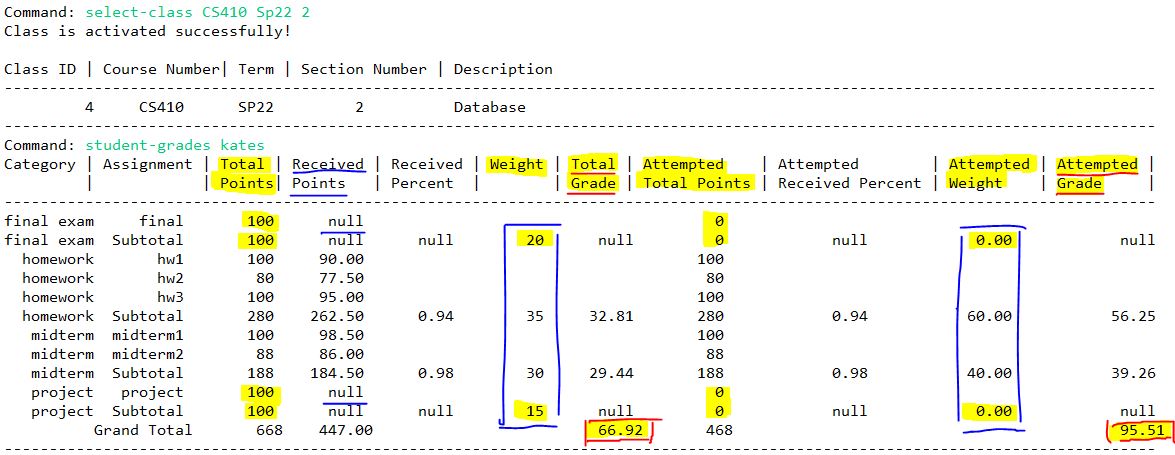 Command: select-class CS410 Sp22 2
Class is activated successfully!
Class ID | Course Number| Term | Section Number | Description
4 CS410 SP22 2 Database
Command: student-grades kates
Category | Assignment | Total | Received | Received | Weight | Total | Attempted | Attempted | Attempted | Attempted |
| | Points| Points | Percent | | Grade | Total Points | Received Percent | Weight | Grade |
final exam final 100 null 0
final exam Subtotal 100 null null 20 null 0 null 0.00 null
homework hw1 100 90.00 100
homework hw2 80 77.50 80
homework hw3 100 95.00 100
homework Subtotal 280 262.50 0.94 35 32.81 280 0.94 60.00 56.25
midterm midterm1 100 98.50 100
midterm midterm2 88 86.00 88
midterm Subtotal 188 184.50 0.98 30 29.44 188 0.98 40.00 39.26
project project 100 null 0
project Subtotal 100 null null 15 null 0 null 0.00 null
Grand Total 668 447.00 66.92 468 95.51